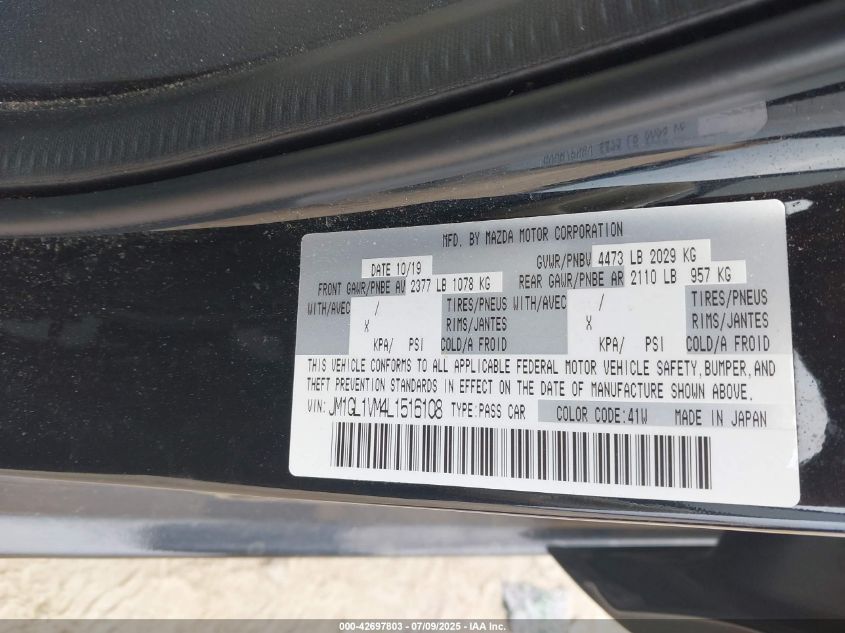 MFD. BY MAZDA MOTOR CORPORATION
DATE 10/19 GVWR/PNBV 4473 LB 2029 KG
FRONT GAWR/PNBE AV 2377 LB 1078 KG REAR GAWR/PNBE AR 2110 LB 957 KG
WITH/AVEC / TIRES/PNEUS WITH/AVEC / TIRES/PNEUS
X RIMS/JANTES X RIMS/JANTES
KPA/ PSI COLD/A FROID KPA/ PSI COLD/A FROID
THIS VEHICLE CONFORMS TO ALL APPLICABLE FEDERAL MOTOR VEHICLE SAFETY, BUMPER, AND
THEFT PREVENTION STANDARDS IN EFFECT ON THE DATE OF MANUFACTURE SHOWN ABOVE.
VIN: JM1GL1VM4L1516108 TYPE: PASS CAR COLOR CODE: 41W MADE IN JAPAN
000-42697803 / 07/09/2025 - IAA Inc.